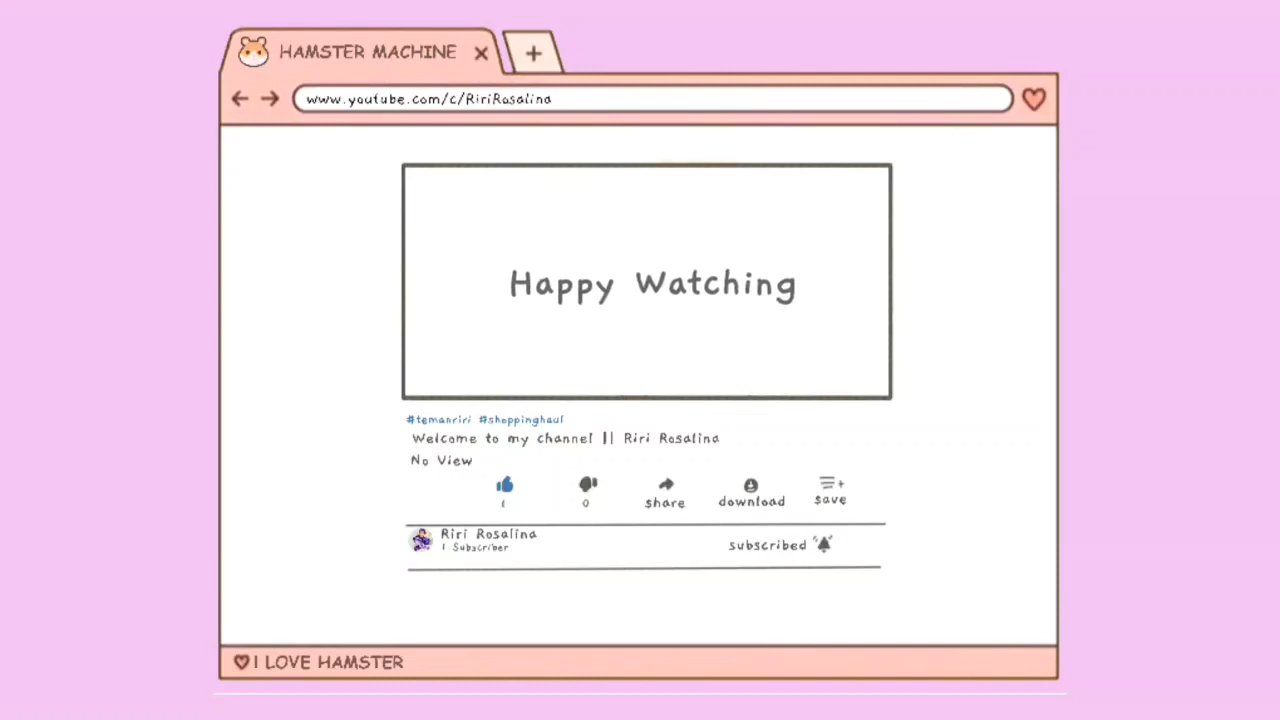 HAMSTER MACHINE
www.youtube.com/c/RiriRosalina
Happy Watching
#temanriri #shoppinghaul
Welcome to my channel || Riri Rosalina
No View
1 0 share download save
Riri Rosalina
1 Subscriber
subscribed
I LOVE HAMSTER